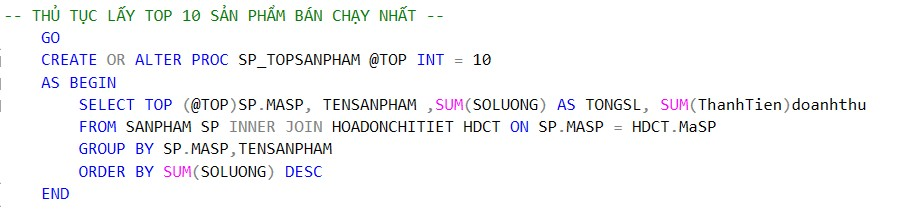 -- THỦ TỤC LẤY TOP 10 SẢN PHẨM BÁN CHẠY NHẤT --
GO
CREATE OR ALTER PROC SP_TOPSANPHAM @TOP INT = 10
AS BEGIN
SELECT TOP (@TOP)SP.MASP, TENSANPHAM ,SUM(SOLUONG) AS TONGSL, SUM(ThanhTien)doanhthu
FROM SANPHAM SP INNER JOIN HOADONCHITIET HDCT ON SP.MASP = HDCT.MaSP
GROUP BY SP.MASP,TENSANPHAM
ORDER BY SUM(SOLUONG) DESC
END